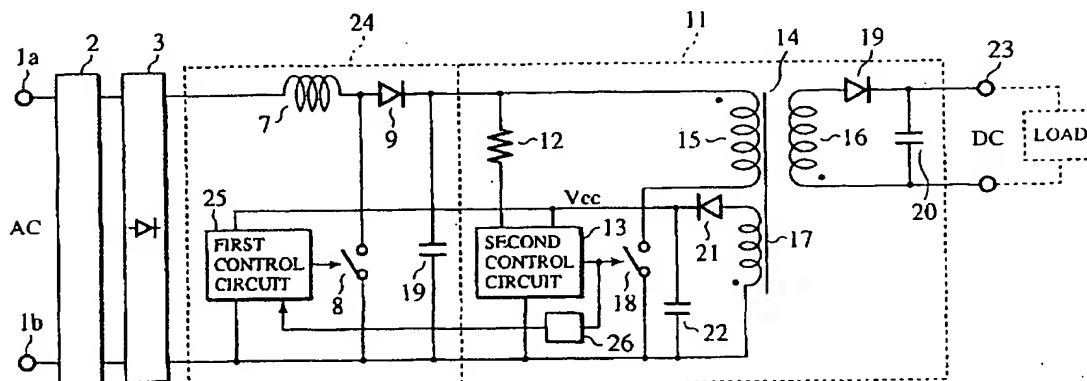 24
11
1a
2
3
14
19
23
7
9
12
15
16
20
DC
LOAD
AC
25
FIRST
CONTROL
CIRCUIT
8
19
Vcc
13
SECOND
CONTROL
CIRCUIT
18
21
17
22
26
1b